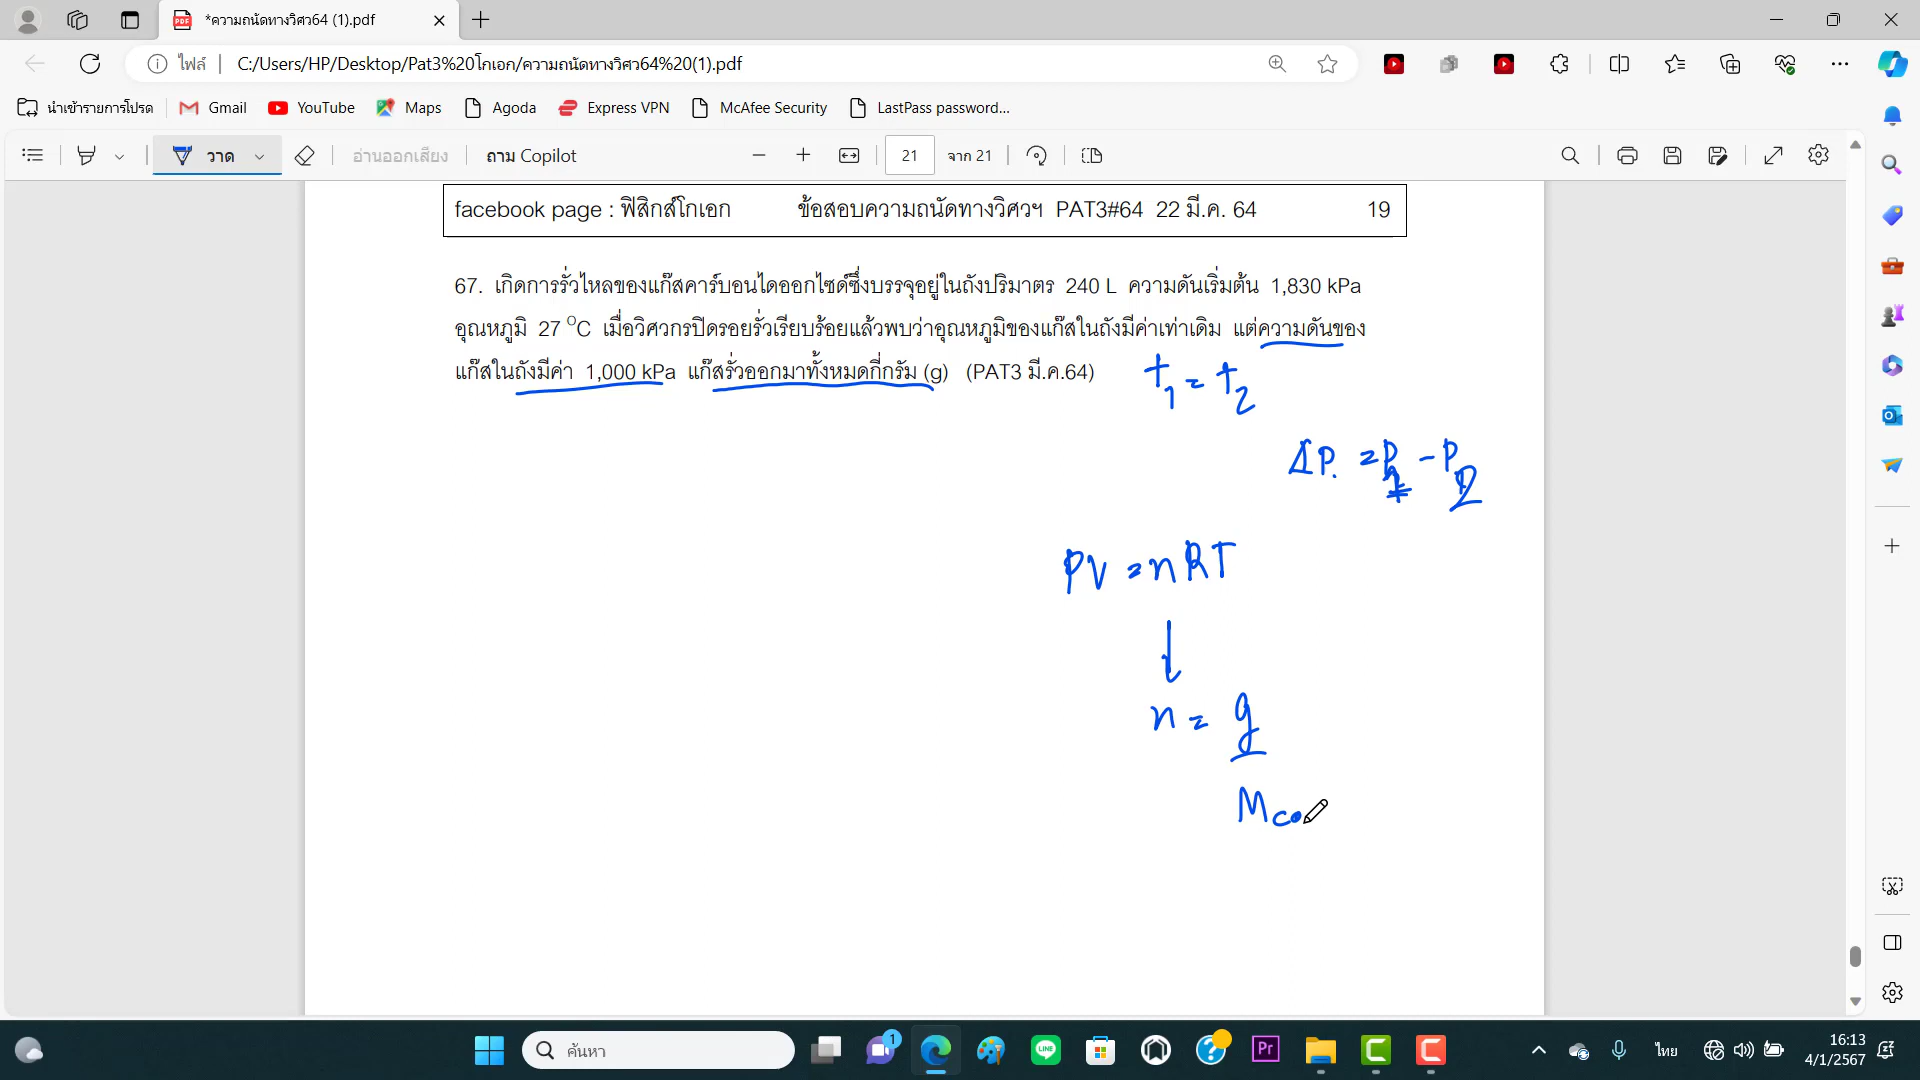 *ความถนัดทางวิศว64 (1).pdf
ไฟล์ C:/Users/HP/Desktop/Pat3%20โกเอก/ความถนัดทางวิศว64%20(1).pdf
นำเข้ารายการโปรด Gmail YouTube Maps Agoda Express VPN McAfee Security LastPass password...
วาด อ่านออกเสียง ถาม Copilot 21 จาก 21
facebook page : ฟิสิกส์โกเอก ข้อสอบความถนัดทางวิศวฯ PAT3#64 22 มี.ค. 64 19
67. เกิดการรั่วไหลของแก๊สคาร์บอนไดออกไซด์ซึ่งบรรจุอยู่ในถังปริมาตร 240 L ความดันเริ่มต้น 1,830 kPa
อุณหภูมิ 27 °C เมื่อวิศวกรปิดรอยรั่วเรียบร้อยแล้วพบว่าอุณหภูมิของแก๊สในถังมีค่าเท่าเดิม แต่ความดันของ
แก๊สในถังมีค่า 1,000 kPa แก๊สรั่วออกมาทั้งหมดกี่กรัม (g) (PAT3 มี.ค.64)
t1 = t2
ΔP = P1 - P2
PV = nRT
n = g
Mco
ค้นหา
1
Pr
LINE
ไทย
16:13
4/1/2567